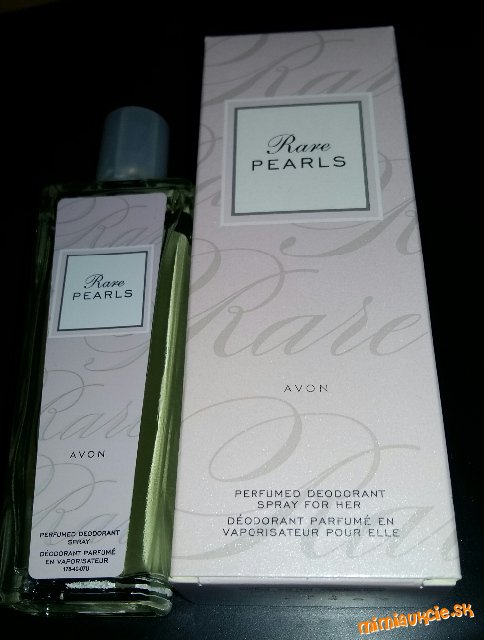 Rare
PEARLS
AVON
PERFUMED DEODORANT
SPRAY
DÉODORANT PARFUMÉ
EN VAPORISATEUR
Rare
PEARLS
Rare
AVON
PERFUMED DEODORANT
SPRAY FOR HER
DÉODORANT PARFUMÉ EN
VAPORISATEUR POUR ELLE
mimiaukcie.sk